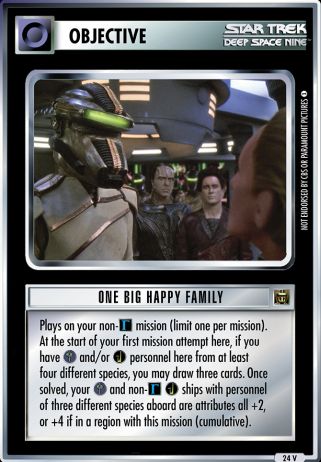 OBJECTIVE
STAR TREK
DEEP SPACE NINE
NOT ENDORSED BY CBS OR PARAMOUNT PICTURES
ONE BIG HAPPY FAMILY
Plays on your non- mission (limit one per mission).
At the start of your first mission attempt here, if you
have and/or personnel here from at least
four different species, you may draw three cards. Once
solved, your and non- ships with personnel
of three different species aboard are attributes all +2,
or +4 if in a region with this mission (cumulative).
24 V